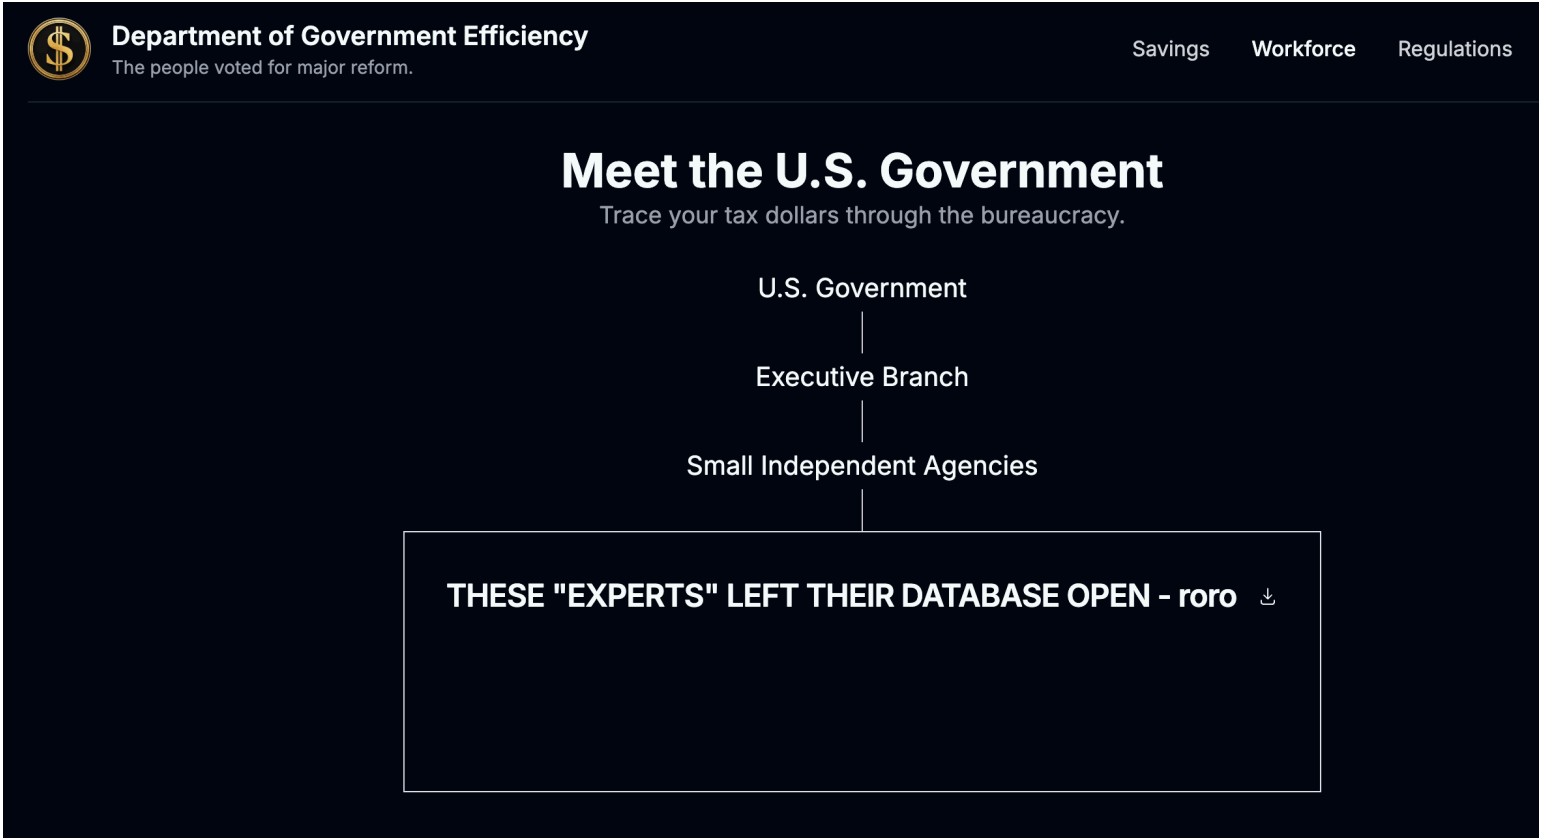 Department of Government Efficiency
The people voted for major reform.
Savings Workforce Regulations
Meet the U.S. Government
Trace your tax dollars through the bureaucracy.
U.S. Government
Executive Branch
Small Independent Agencies
THESE "EXPERTS" LEFT THEIR DATABASE OPEN - roro